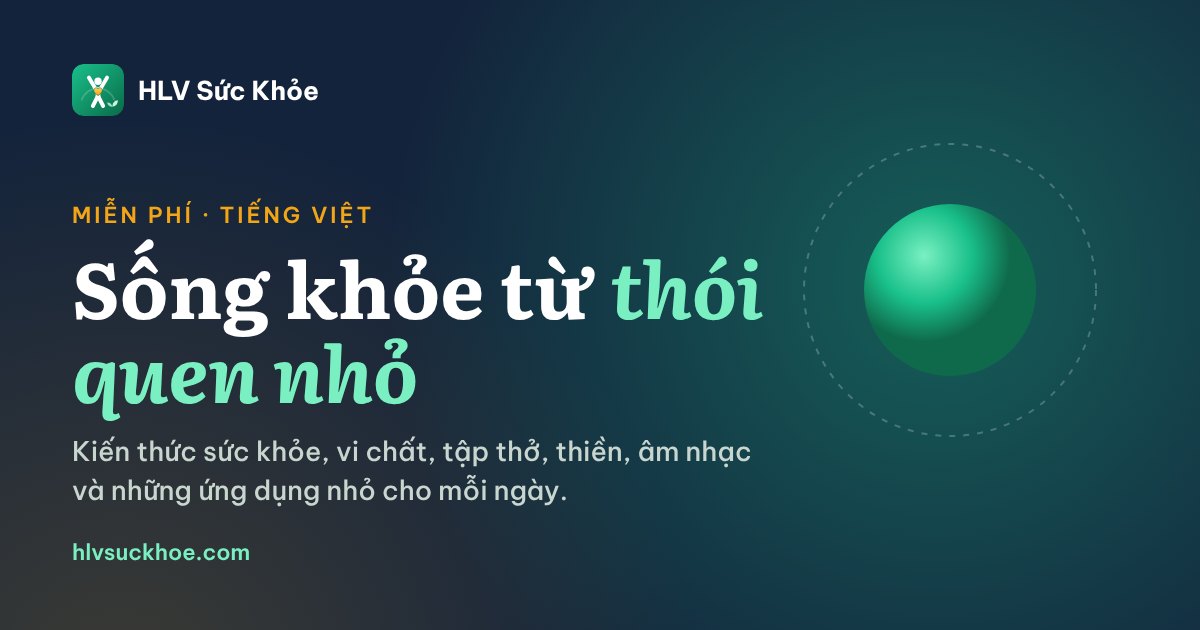 HLV Sức Khỏe
MIỄN PHÍ · TIẾNG VIỆT
Sống khỏe từ thói
quen nhỏ
Kiến thức sức khỏe, vi chất, tập thở, thiền, âm nhạc
và những ứng dụng nhỏ cho mỗi ngày.
hlvsuckhoe.com